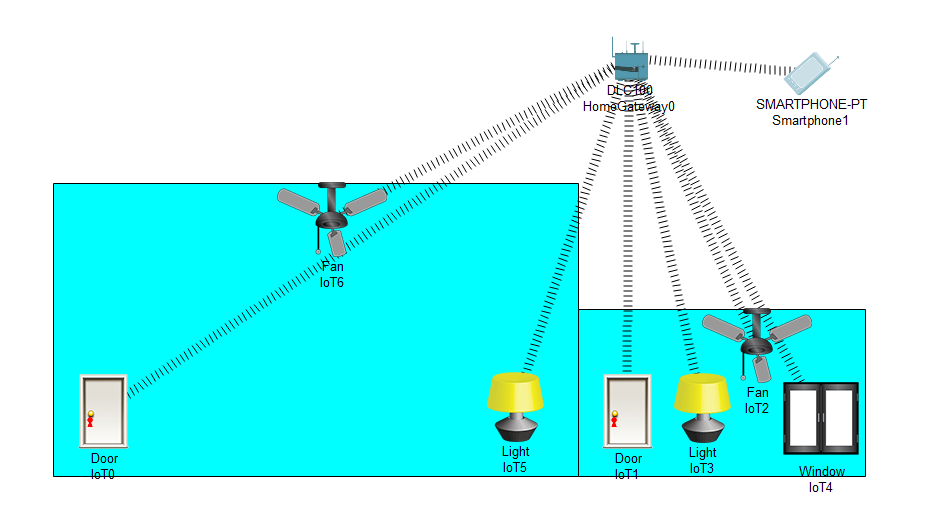 DLC100
HomeGateway0
SMARTPHONE-PT
Smartphone1
Fan
IoT6
Fan
IoT2
Door
IoT0
Light
IoT5
Door
IoT1
Light
IoT3
Window
IoT4